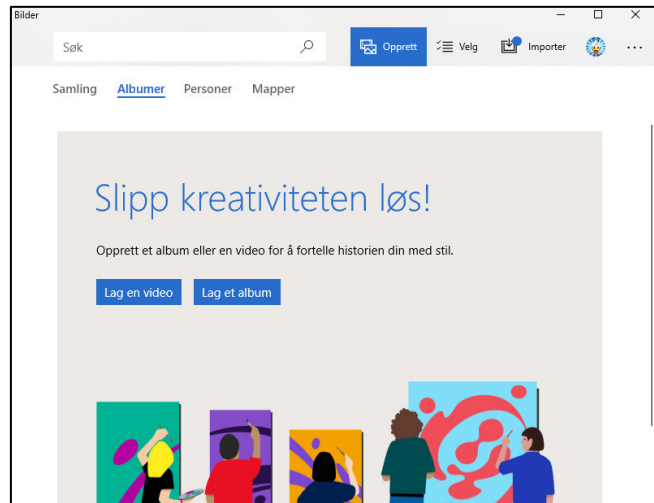 Bilder
Søk Opprett Velg Importer
Samling Albumer Personer Mapper
Slipp kreativiteten løs!
Opprett et album eller en video for å fortelle historien din med stil.
Lag en video Lag et album